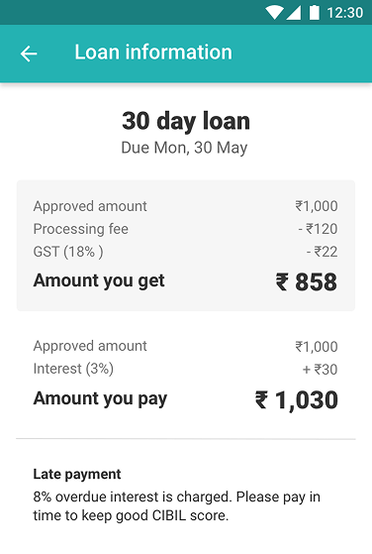 12:30
Loan information
30 day loan
Due Mon, 30 May
Approved amount ₹1,000
Processing fee - ₹120
GST (18% ) - ₹22
Amount you get ₹ 858
Approved amount ₹1,000
Interest (3%) + ₹30
Amount you pay ₹ 1,030
Late payment
8% overdue interest is charged. Please pay in
time to keep good CIBIL score.